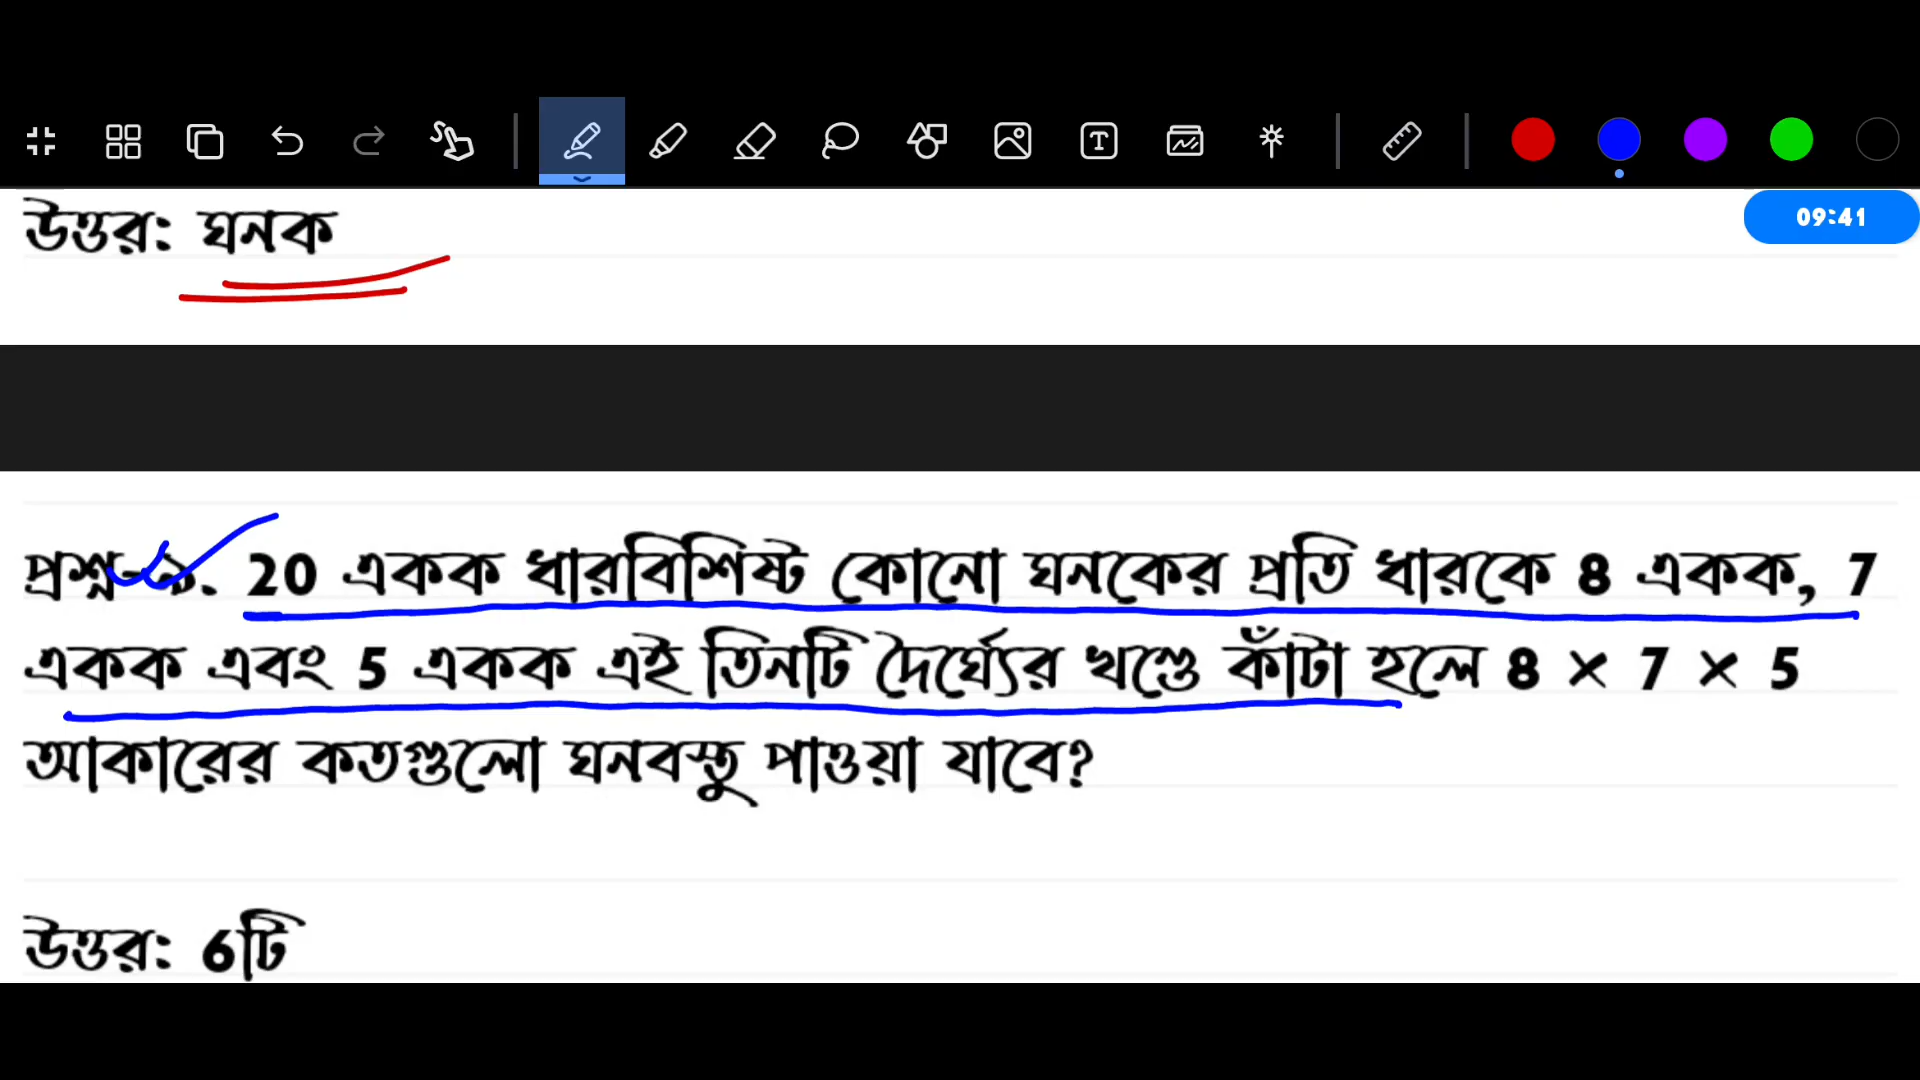 09:41
উত্তর: ঘনক
প্রশ্ন-৯. 20 একক ধারবিশিষ্ট কোনো ঘনকের প্রতি ধারকে 8 একক, 7
একক এবং 5 একক এই তিনটি দৈর্ঘ্যের খণ্ডে কাঁটা হলে 8 × 7 × 5
আকারের কতগুলো ঘনবস্তু পাওয়া যাবে?
উত্তর: 6টি